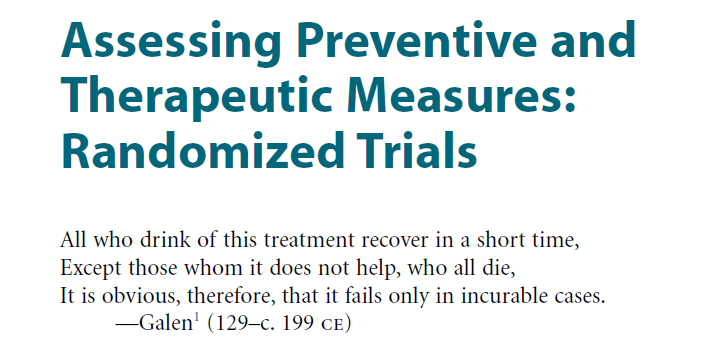 Assessing Preventive and
Therapeutic Measures:
Randomized Trials
All who drink of this treatment recover in a short time,
Except those whom it does not help, who all die,
It is obvious, therefore, that it fails only in incurable cases.
—Galen¹ (129–c. 199 CE)